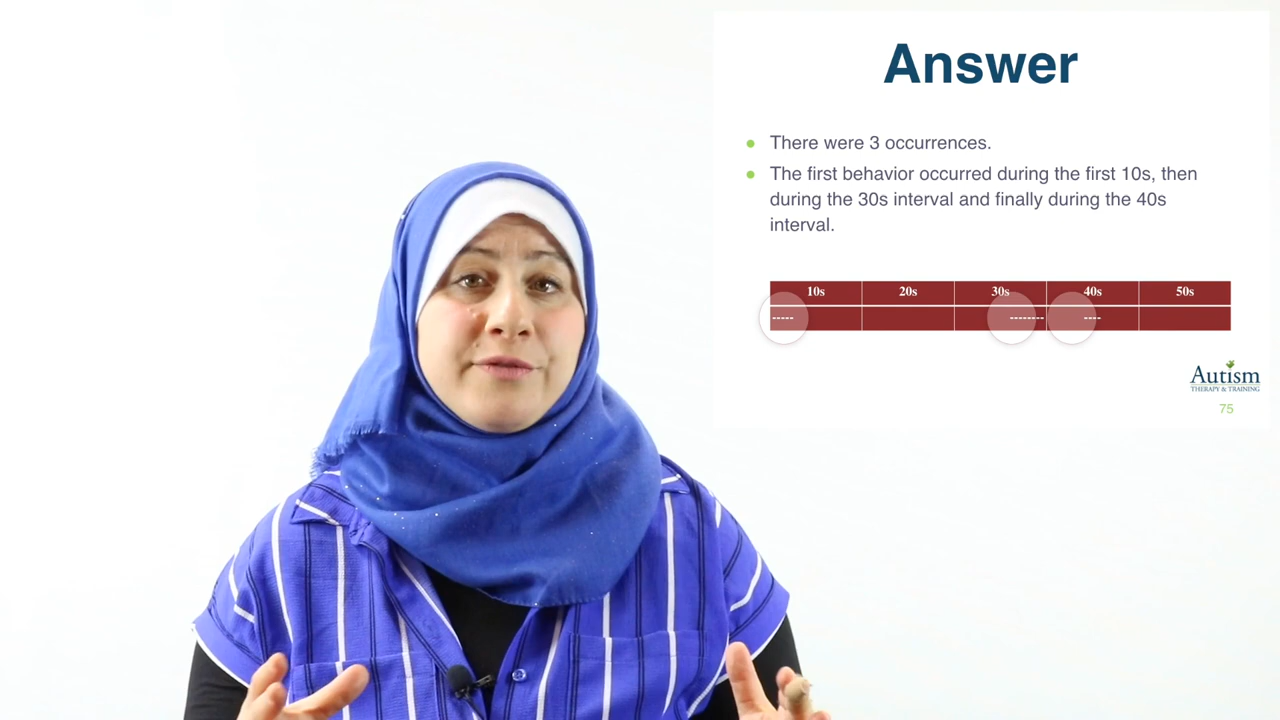 Answer
There were 3 occurrences.
The first behavior occurred during the first 10s, then
during the 30s interval and finally during the 40s
interval.
10s 20s 30s 40s 50s
----- -------- ----
Autism
THERAPY & TRAINING
75